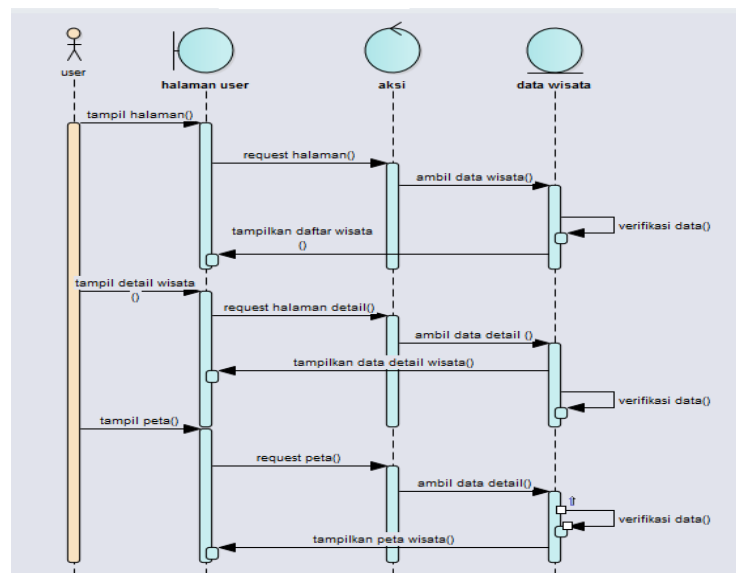 user
halaman user
aksi
data wisata
tampil halaman()
request halaman()
ambil data wisata()
verifikasi data()
tampilkan daftar wisata
()
tampil detail wisata
()
request halaman detail()
ambil data detail ()
tampilkan data detail wisata()
verifikasi data()
tampil peta()
request peta()
ambil data detail()
verifikasi data()
tampilkan peta wisata()